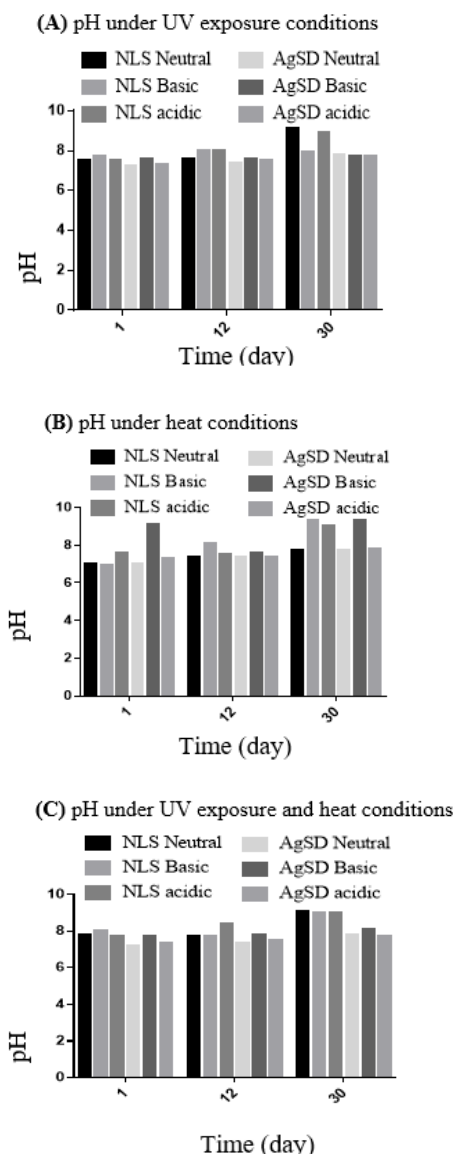 (A) pH under UV exposure conditions
NLS Neutral AgSD Neutral
NLS Basic AgSD Basic
NLS acidic AgSD acidic
10
8
6
4
2
0
pH
1 12 30
Time (day)
(B) pH under heat conditions
NLS Neutral AgSD Neutral
NLS Basic AgSD Basic
NLS acidic AgSD acidic
10
8
6
4
2
0
pH
1 12 30
Time (day)
(C) pH under UV exposure and heat conditions
NLS Neutral AgSD Neutral
NLS Basic AgSD Basic
NLS acidic AgSD acidic
10
8
6
4
2
0
pH
1 12 30
Time (day)